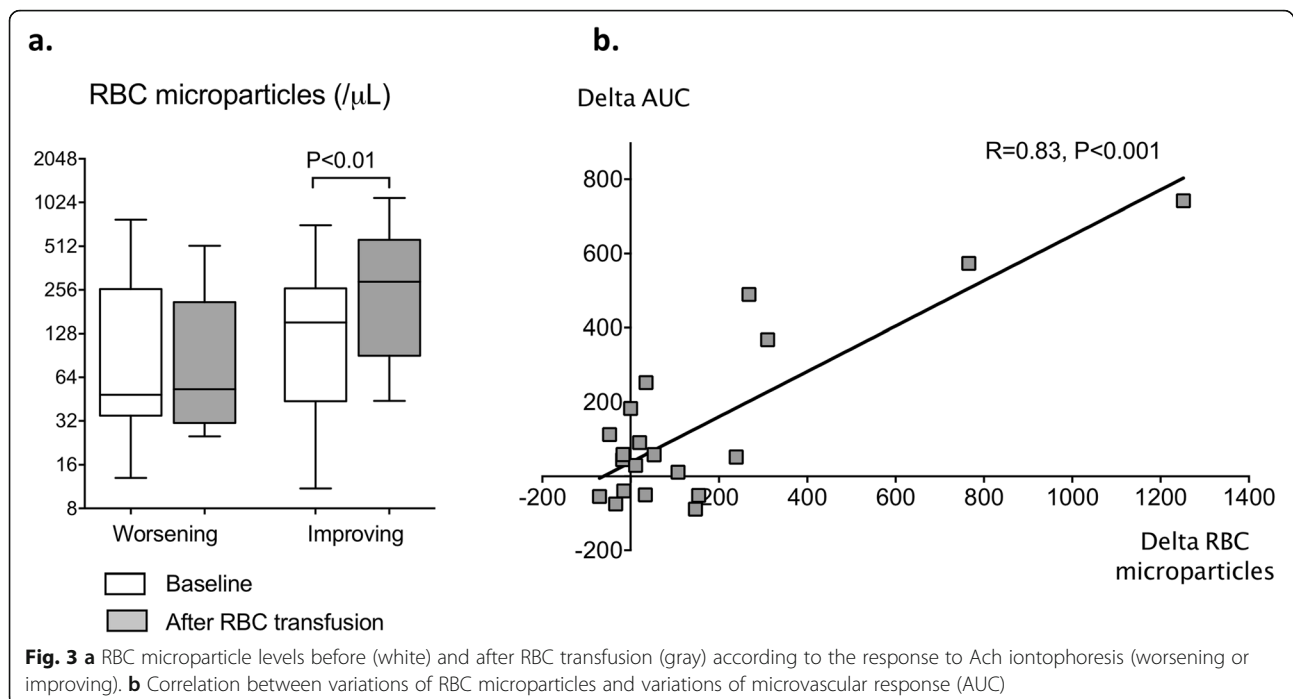 a.
RBC microparticles (/μL)
2048
1024
512
256
128
64
32
16
8
P<0.01
Worsening Improving
Baseline
After RBC transfusion
b.
Delta AUC
R=0.83, P<0.001
800
600
400
200
-200
-200 0 200 400 600 800 1000 1200 1400
Delta RBC
microparticles
Fig. 3 a RBC microparticle levels before (white) and after RBC transfusion (gray) according to the response to Ach iontophoresis (worsening or
improving). b Correlation between variations of RBC microparticles and variations of microvascular response (AUC)